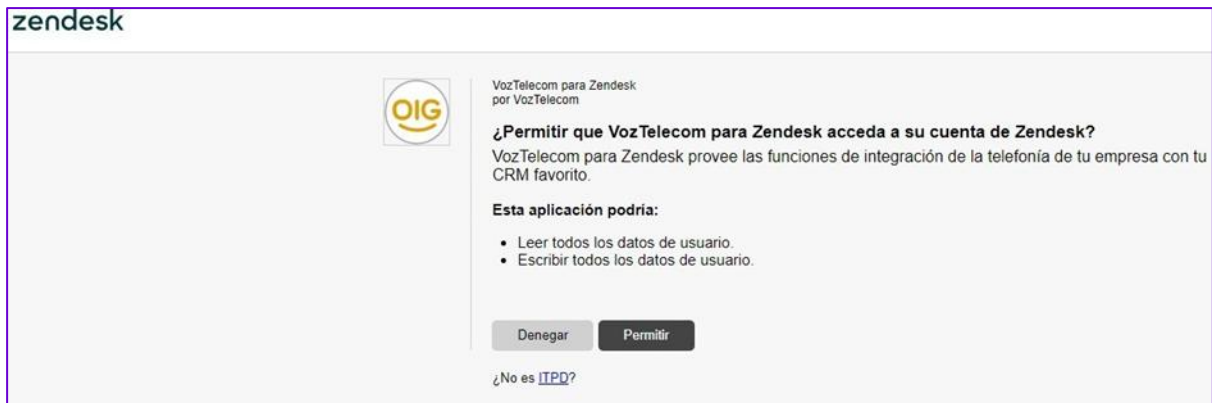 zendesk
OIG
VozTelecom para Zendesk
por VozTelecom
¿Permitir que VozTelecom para Zendesk acceda a su cuenta de Zendesk?
VozTelecom para Zendesk provee las funciones de integración de la telefonía de tu empresa con tu
CRM favorito.
Esta aplicación podría:
• Leer todos los datos de usuario.
• Escribir todos los datos de usuario.
Denegar Permitir
¿No es ITPD?